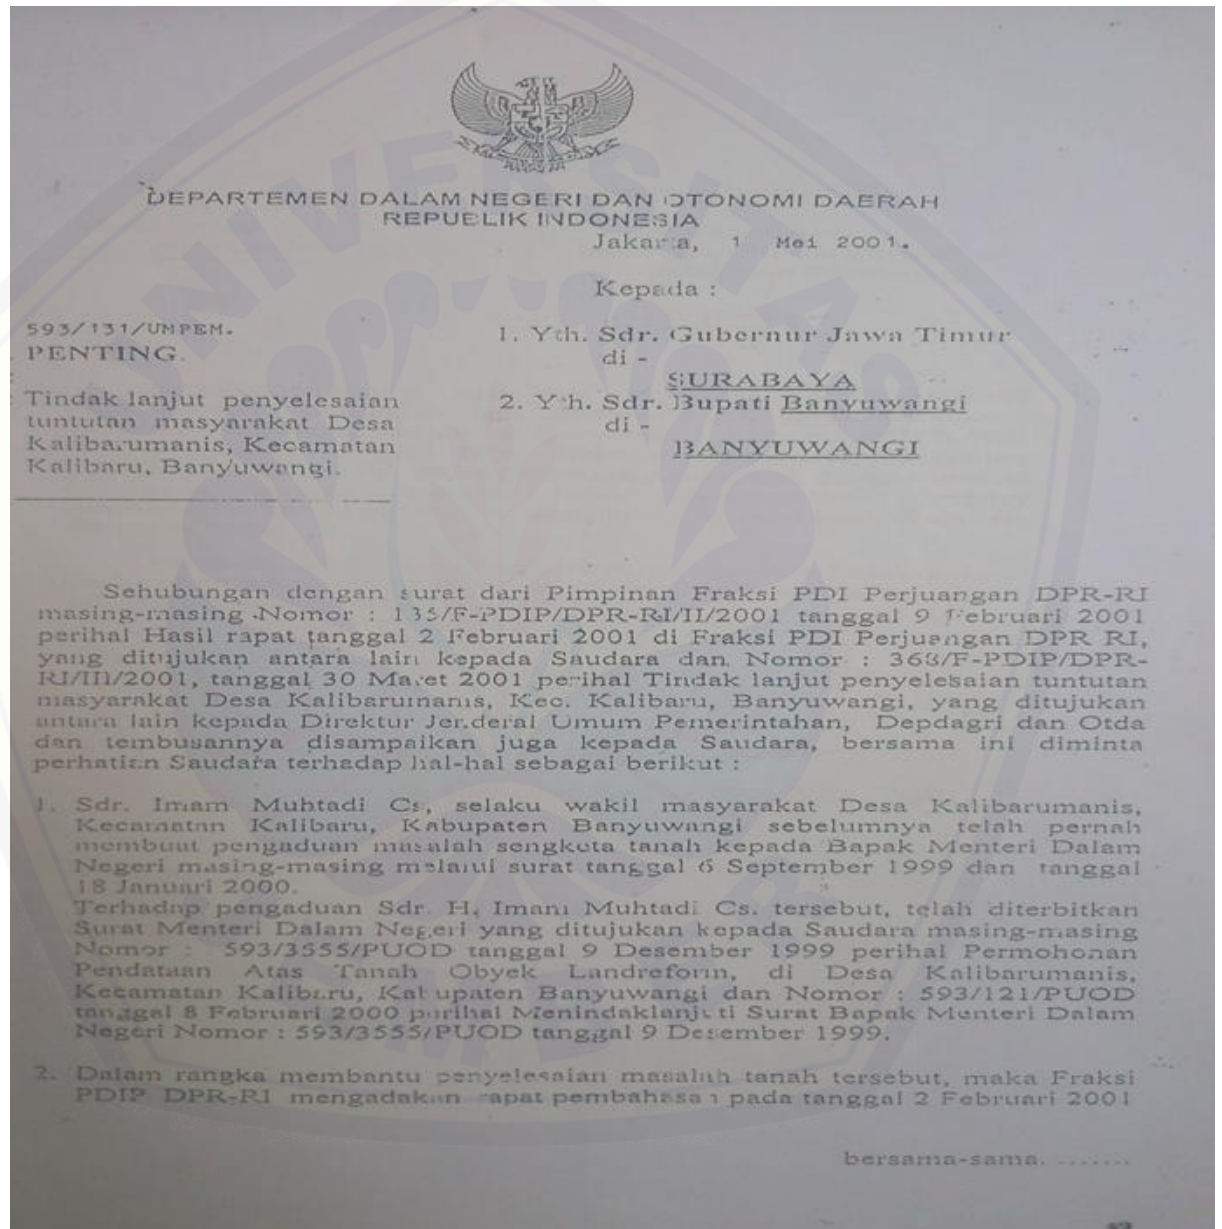 DEPARTEMEN DALAM NEGERI DAN OTONOMI DAERAH
REPUBLIK INDONESIA
Jakarta, 1 Mei 2001.
Kepada :
593/131/UMPEM.
PENTING.
1. Yth. Sdr. Gubernur Jawa Timur
di -
SURABAYA
Tindak lanjut penyelesaian
tuntutan masyarakat Desa
Kalibarumanis, Kecamatan
Kalibaru, Banyuwangi.
2. Yth. Sdr. Bupati Banyuwangi
di -
BANYUWANGI
Sehubungan dengan surat dari Pimpinan Fraksi PDI Perjuangan DPR-RI
masing-masing Nomor : 135/F-PDIP/DPR-RI/II/2001 tanggal 9 Februari 2001
perihal Hasil rapat tanggal 2 Februari 2001 di Fraksi PDI Perjuangan DPR RI,
yang ditujukan antara lain kepada Saudara dan Nomor : 368/F-PDIP/DPR-
RI/III/2001, tanggal 30 Maret 2001 perihal Tindak lanjut penyelesaian tuntutan
masyarakat Desa Kalibarumanis, Kec. Kalibaru, Banyuwangi, yang ditujukan
antara lain kepada Direktur Jenderal Umum Pemerintahan, Depdagri dan Otda
dan tembusannya disampaikan juga kepada Saudara, bersama ini diminta
perhatian Saudara terhadap hal-hal sebagai berikut :
1. Sdr. Imam Muhtadi Cs, selaku wakil masyarakat Desa Kalibarumanis,
Kecamatan Kalibaru, Kabupaten Banyuwangi sebelumnya telah pernah
membuat pengaduan masalah sengketa tanah kepada Bapak Menteri Dalam
Negeri masing-masing melalui surat tanggal 6 September 1999 dan tanggal
18 Januari 2000.
Terhadap pengaduan Sdr. H. Imam Muhtadi Cs. tersebut, telah diterbitkan
Surat Menteri Dalam Negeri yang ditujukan kepada Saudara masing-masing
Nomor : 593/3555/PUOD tanggal 9 Desember 1999 perihal Permohonan
Pendataan Atas Tanah Obyek Landreform, di Desa Kalibarumanis,
Kecamatan Kalibaru, Kabupaten Banyuwangi dan Nomor : 593/121/PUOD
tanggal 8 Februari 2000 perihal Menindaklanjuti Surat Bapak Menteri Dalam
Negeri Nomor : 593/3555/PUOD tanggal 9 Desember 1999.
2. Dalam rangka membantu penyelesaian masalah tanah tersebut, maka Fraksi
PDIP DPR-RI mengadakan rapat pembahasan pada tanggal 2 Februari 2001
bersama-sama. .......